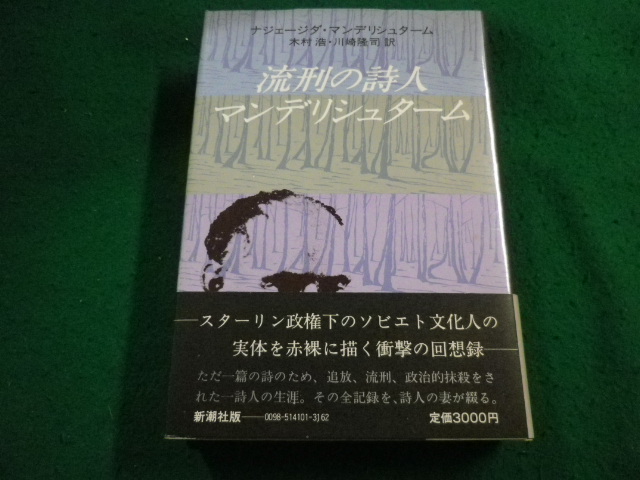 ナジェージダ・マンデリシュターム
木村 浩・川崎隆司 訳
流刑の詩人
マンデリシュターム
―スターリン政権下のソビエト文化人の
実体を赤裸に描く衝撃の回想録―
ただ一篇の詩のため、追放、流刑、政治的抹殺をさ
れた一詩人の生涯。その全記録を、詩人の妻が綴る。
新潮社版―0098-514101-3162 定価3000円